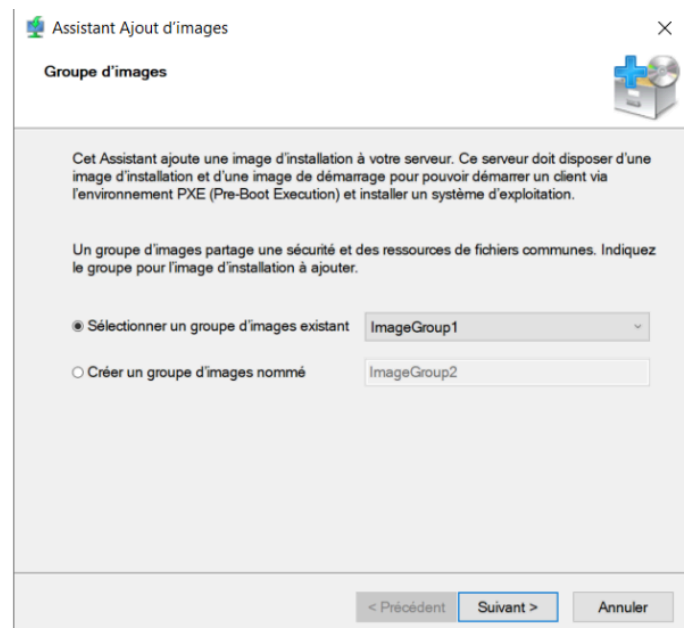 Assistant Ajout d'images
Groupe d'images
Cet Assistant ajoute une image d'installation à votre serveur. Ce serveur doit disposer d'une
image d'installation et d'une image de démarrage pour pouvoir démarrer un client via
l'environnement PXE (Pre-Boot Execution) et installer un système d'exploitation.
Un groupe d'images partage une sécurité et des ressources de fichiers communes. Indiquez
le groupe pour l'image d'installation à ajouter.
Sélectionner un groupe d'images existant ImageGroup1
Créer un groupe d'images nommé ImageGroup2
< Précédent Suivant > Annuler